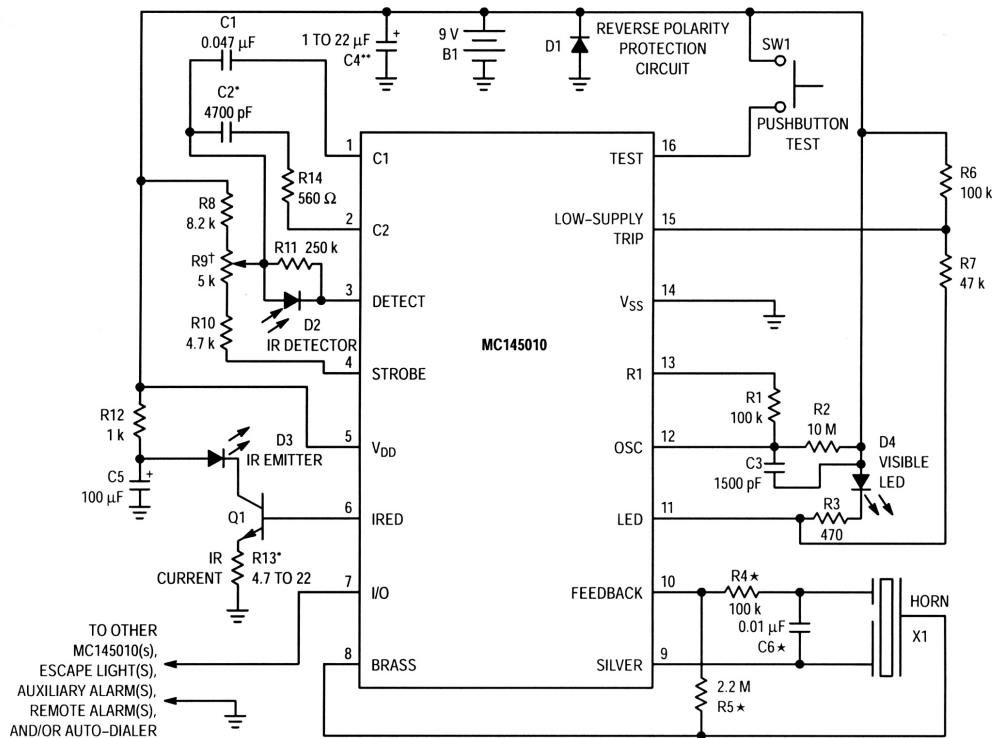 C1
0.047 µF
C2*
4700 pF
1 TO 22 µF
C4**
+
9 V
B1
D1
REVERSE POLARITY
PROTECTION
CIRCUIT
SW1
PUSHBUTTON
TEST
R14
560 Ω
R8
8.2 k
R9†
5 k
R10
4.7 k
R11 250 k
D2
IR DETECTOR
R12
1 k
C5
100 µF
+
D3
IR EMITTER
Q1
IR
CURRENT
R13*
4.7 TO 22
TO OTHER
MC145010(s),
ESCAPE LIGHT(S),
AUXILIARY ALARM(S),
REMOTE ALARM(S),
AND/OR AUTO–DIALER
1
C1
2
C2
3
DETECT
4
STROBE
5
VDD
6
IRED
7
I/O
8
BRASS
MC145010
16
TEST
15
LOW–SUPPLY
TRIP
14
VSS
13
R1
12
OSC
11
LED
10
FEEDBACK
9
SILVER
R6
100 k
R7
47 k
R1
100 k
R2
10 M
C3
1500 pF
D4
VISIBLE
LED
R3
470
R4★
100 k
0.01 µF
C6★
2.2 M
R5★
HORN
X1